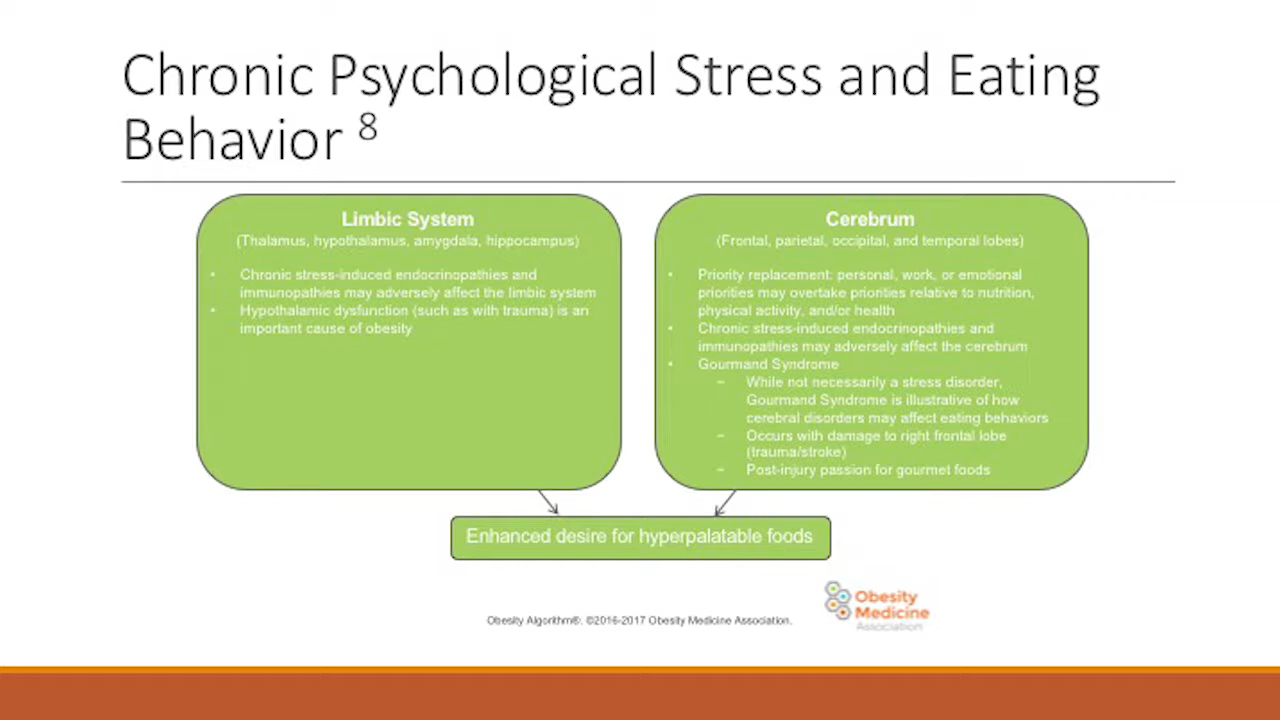 Chronic Psychological Stress and Eating
Behavior 8
Limbic System
(Thalamus, hypothalamus, amygdala, hippocampus)
• Chronic stress-induced endocrinopathies and
immunopathies may adversely affect the limbic system
• Hypothalamic dysfunction (such as with trauma) is an
important cause of obesity
Cerebrum
(Frontal, parietal, occipital, and temporal lobes)
• Priority replacement: personal, work, or emotional
priorities may overtake priorities relative to nutrition,
physical activity, and/or health
• Chronic stress-induced endocrinopathies and
immunopathies may adversely affect the cerebrum
• Gourmand Syndrome
− While not necessarily a stress disorder,
Gourmand Syndrome is illustrative of how
cerebral disorders may affect eating behaviors
− Occurs with damage to right frontal lobe
(trauma/stroke)
− Post-injury passion for gourmet foods
Enhanced desire for hyperpalatable foods
Obesity Algorithm®. ©2016-2017 Obesity Medicine Association.
Obesity
Medicine
Association